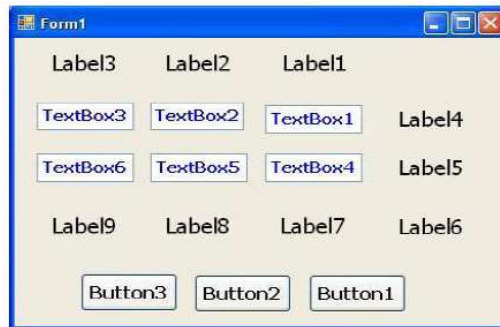 Form1
Label3 Label2 Label1
TextBox3 TextBox2 TextBox1 Label4
TextBox6 TextBox5 TextBox4 Label5
Label9 Label8 Label7 Label6
Button3 Button2 Button1